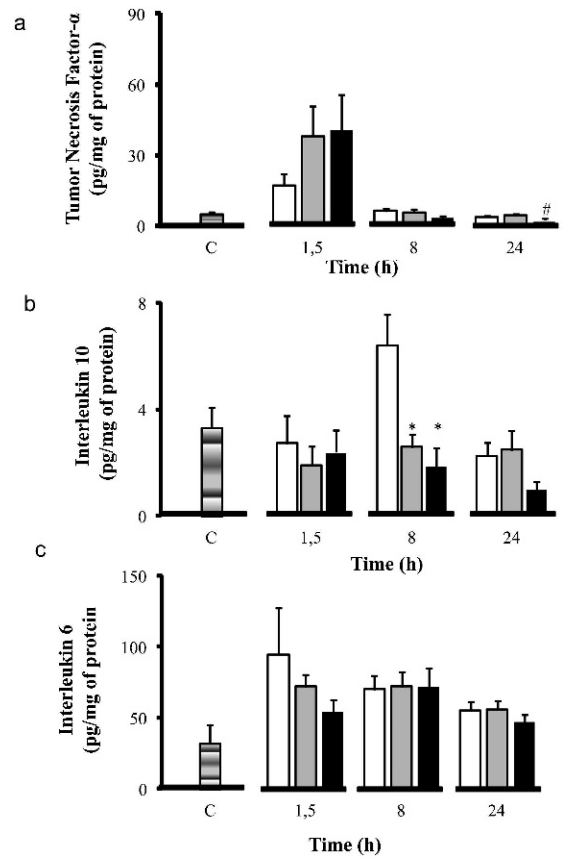 a
Tumor Necrosis Factor-α
(pg/mg of protein)
90
60
30
0
#
C
1,5
8
24
Time (h)
b
Interleukin 10
(pg/mg of protein)
8
4
0
* *
C
1,5
8
24
Time (h)
c
Interleukin 6
(pg/mg of protein
150
100
50
0
C
1,5
8
24
Time (h)